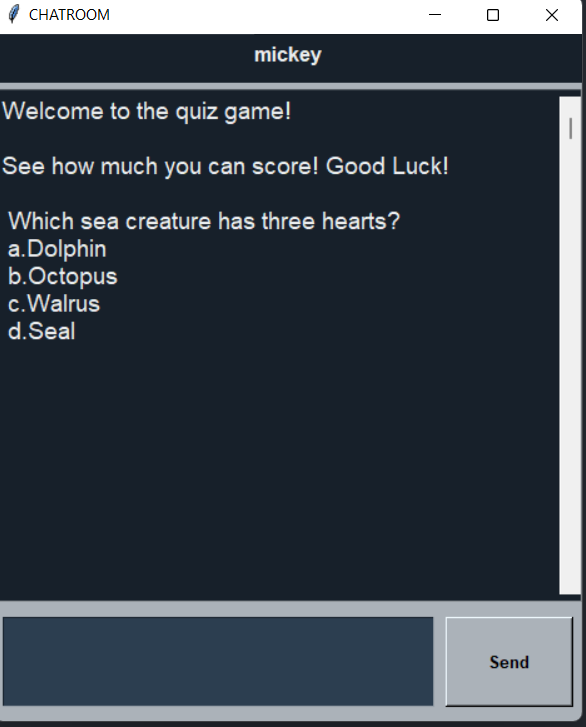 CHATROOM
mickey
Welcome to the quiz game!
See how much you can score! Good Luck!
Which sea creature has three hearts?
a.Dolphin
b.Octopus
c.Walrus
d.Seal
Send